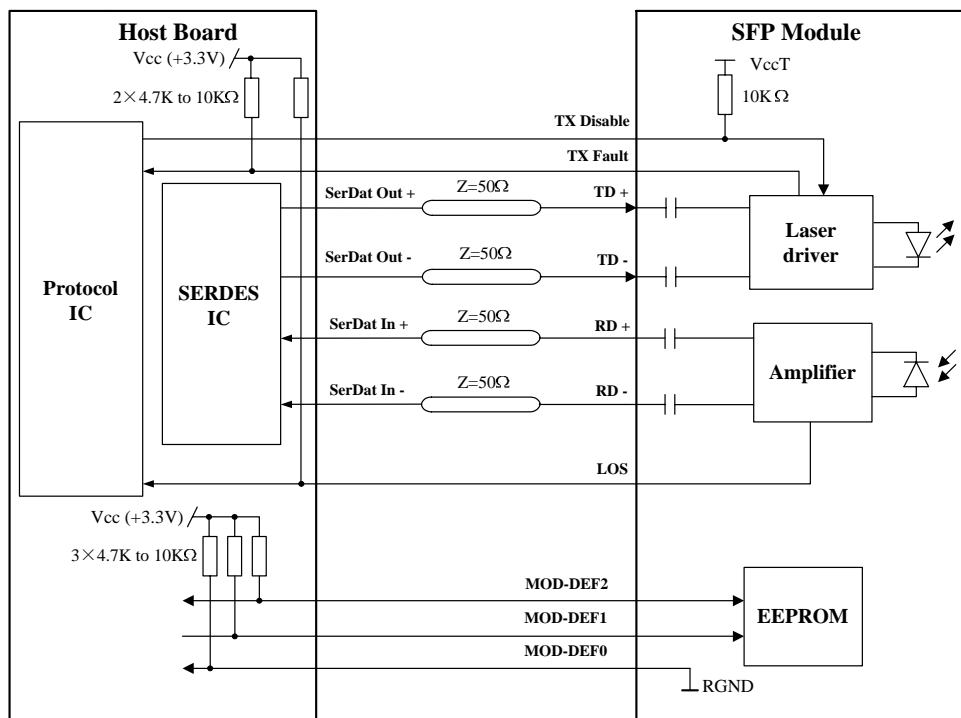 Host Board
SFP Module
Vcc (+3.3V)
VccT
2×4.7K to 10KΩ
10KΩ
TX Disable
TX Fault
SerDat Out +
Z=50Ω
TD +
SerDat Out -
Z=50Ω
TD -
Laser
driver
Protocol
IC
SERDES
IC
SerDat In +
Z=50Ω
RD +
SerDat In -
Z=50Ω
RD -
Amplifier
LOS
Vcc (+3.3V)
3×4.7K to 10KΩ
MOD-DEF2
MOD-DEF1
MOD-DEF0
EEPROM
RGND